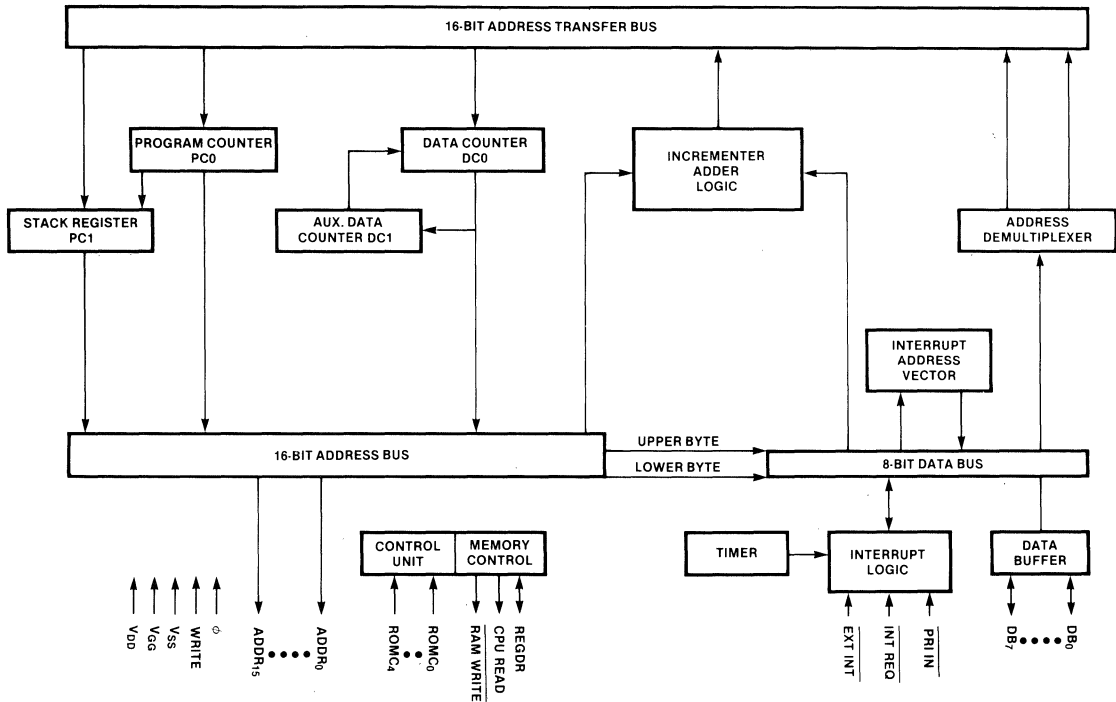 16-BIT ADDRESS TRANSFER BUS
PROGRAM COUNTER
PC0
DATA COUNTER
DC0
INCREMENTER
ADDER
LOGIC
STACK REGISTER
PC1
AUX. DATA
COUNTER DC1
ADDRESS
DEMULTIPLEXER
INTERRUPT
ADDRESS
VECTOR
16-BIT ADDRESS BUS
UPPER BYTE
LOWER BYTE
8-BIT DATA BUS
CONTROL
UNIT
MEMORY
CONTROL
TIMER
INTERRUPT
LOGIC
DATA
BUFFER
VDD
VGG
VSS
WRITE
ϕ
ADDR15
ADDR0
ROMC4
ROMC0
RAM WRITE
CPU READ
REGDR
EXT INT
INT REQ
PRI IN
DB7
DB0